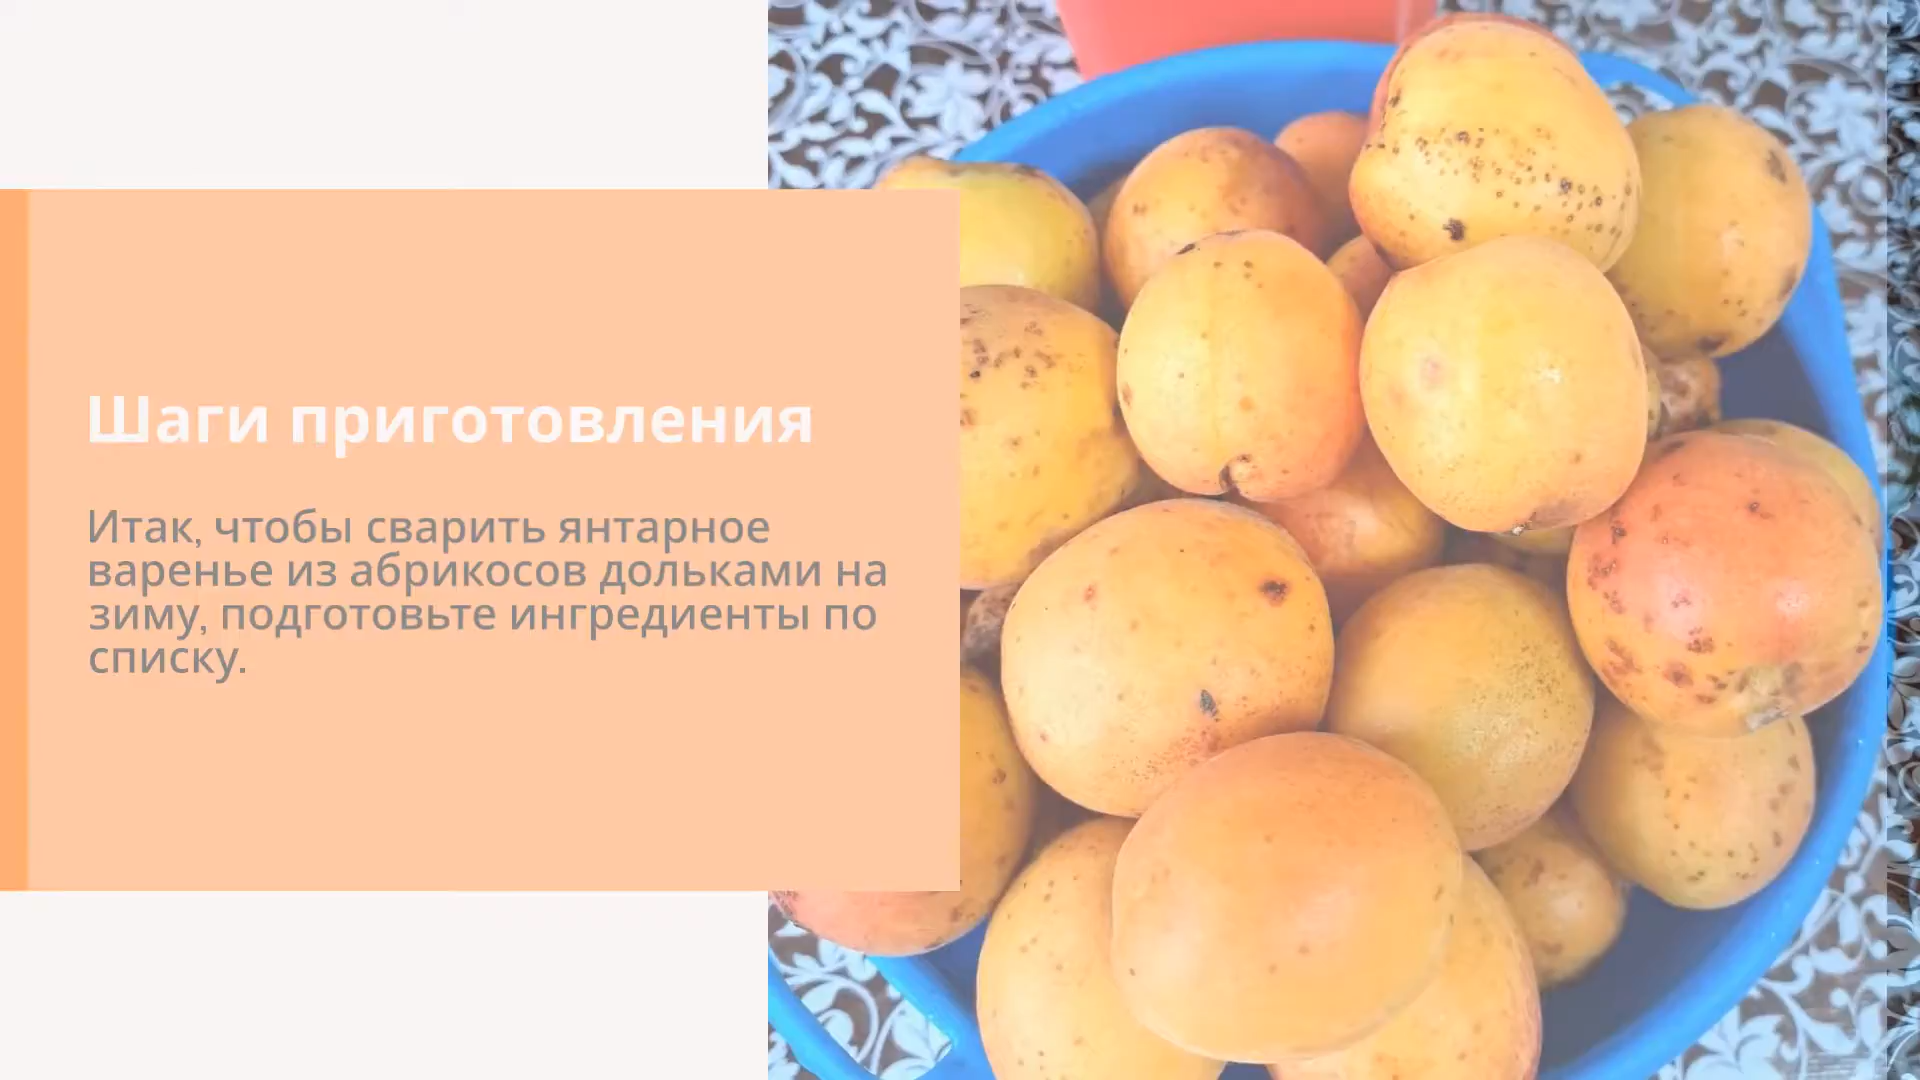 Шаги приготовления
Итак, чтобы сварить янтарное
варенье из абрикосов дольками на
зиму, подготовьте ингредиенты по
списку.